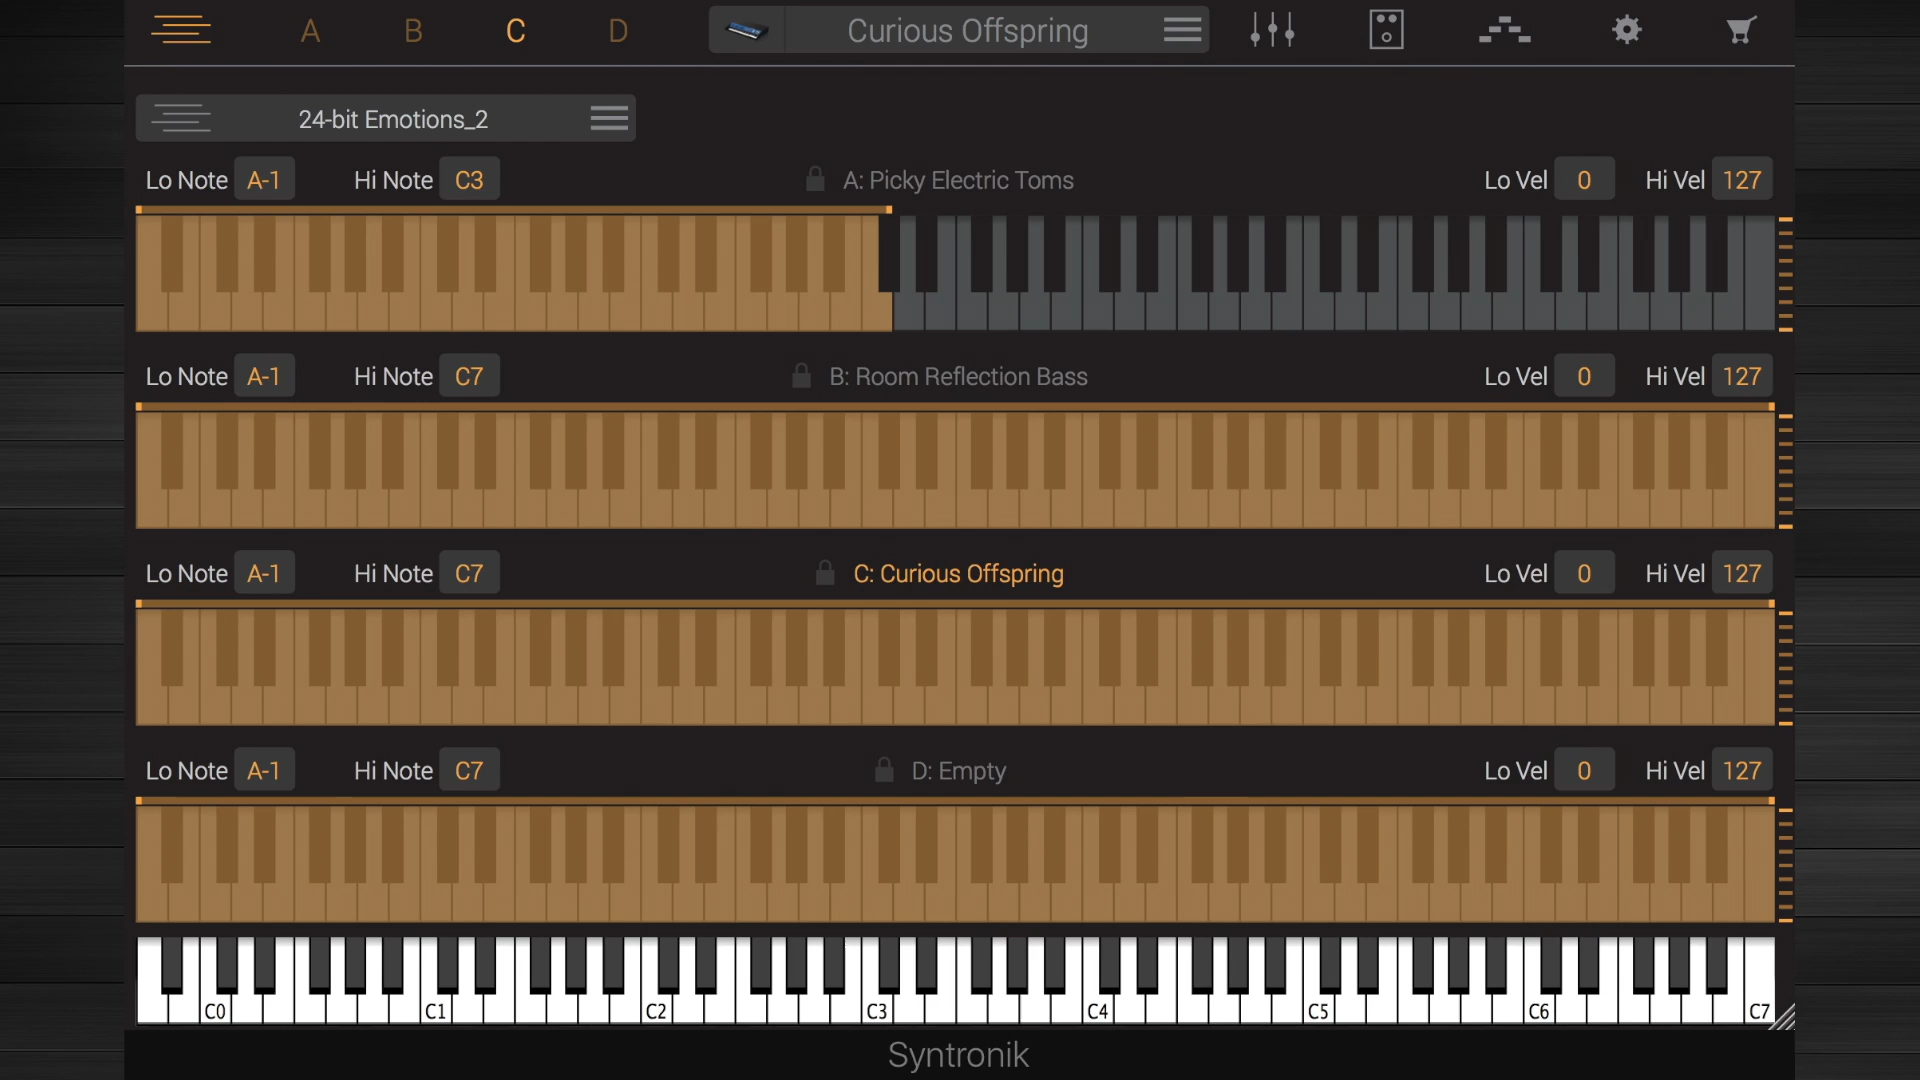 A B C D Curious Offspring
24-bit Emotions_2
Lo Note A-1 Hi Note C3 A: Picky Electric Toms Lo Vel 0 Hi Vel 127
Lo Note A-1 Hi Note C7 B: Room Reflection Bass Lo Vel 0 Hi Vel 127
Lo Note A-1 Hi Note C7 C: Curious Offspring Lo Vel 0 Hi Vel 127
Lo Note A-1 Hi Note C7 D: Empty Lo Vel 0 Hi Vel 127
C0 C1 C2 C3 C4 C5 C6 C7
Syntronik